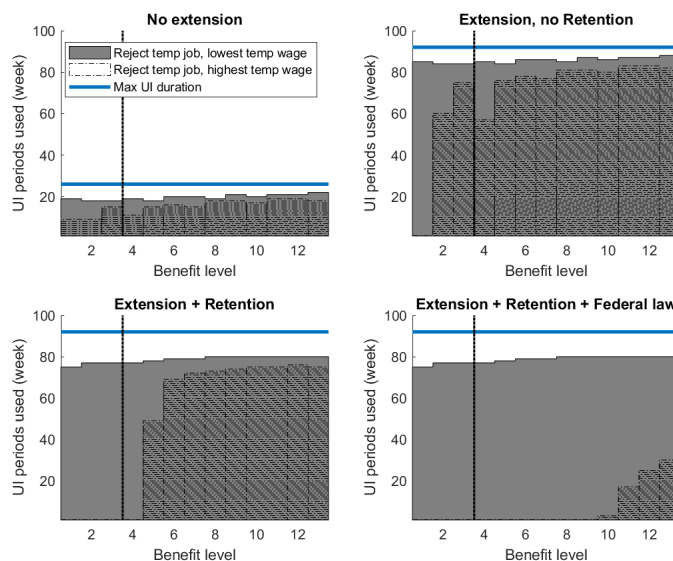 No extension
100
80
60
40
20
UI periods used (week)
Reject temp job, lowest temp wage
Reject temp job, highest temp wage
Max UI duration
2 4 6 8 10 12
Benefit level
Extension, no Retention
100
80
60
40
20
UI periods used (week)
2 4 6 8 10 12
Benefit level
Extension + Retention
100
80
60
40
20
UI periods used (week)
2 4 6 8 10 12
Benefit level
Extension + Retention + Federal law
100
80
60
40
20
UI periods used (week)
2 4 6 8 10 12
Benefit level